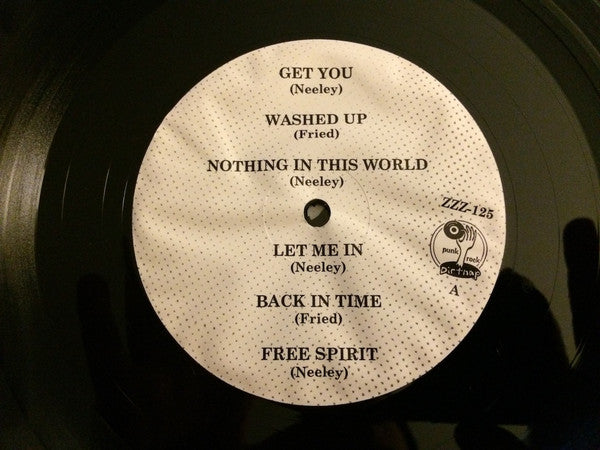 GET YOU
(Neeley)
WASHED UP
(Fried)
NOTHING IN THIS WORLD
(Neeley)
ZZZ-125
punk rock
Dirtnap
A
LET ME IN
(Neeley)
BACK IN TIME
(Fried)
FREE SPIRIT
(Neeley)